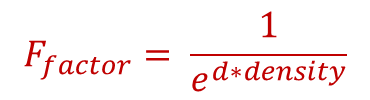 F_factor = 1 / e^(d*density)